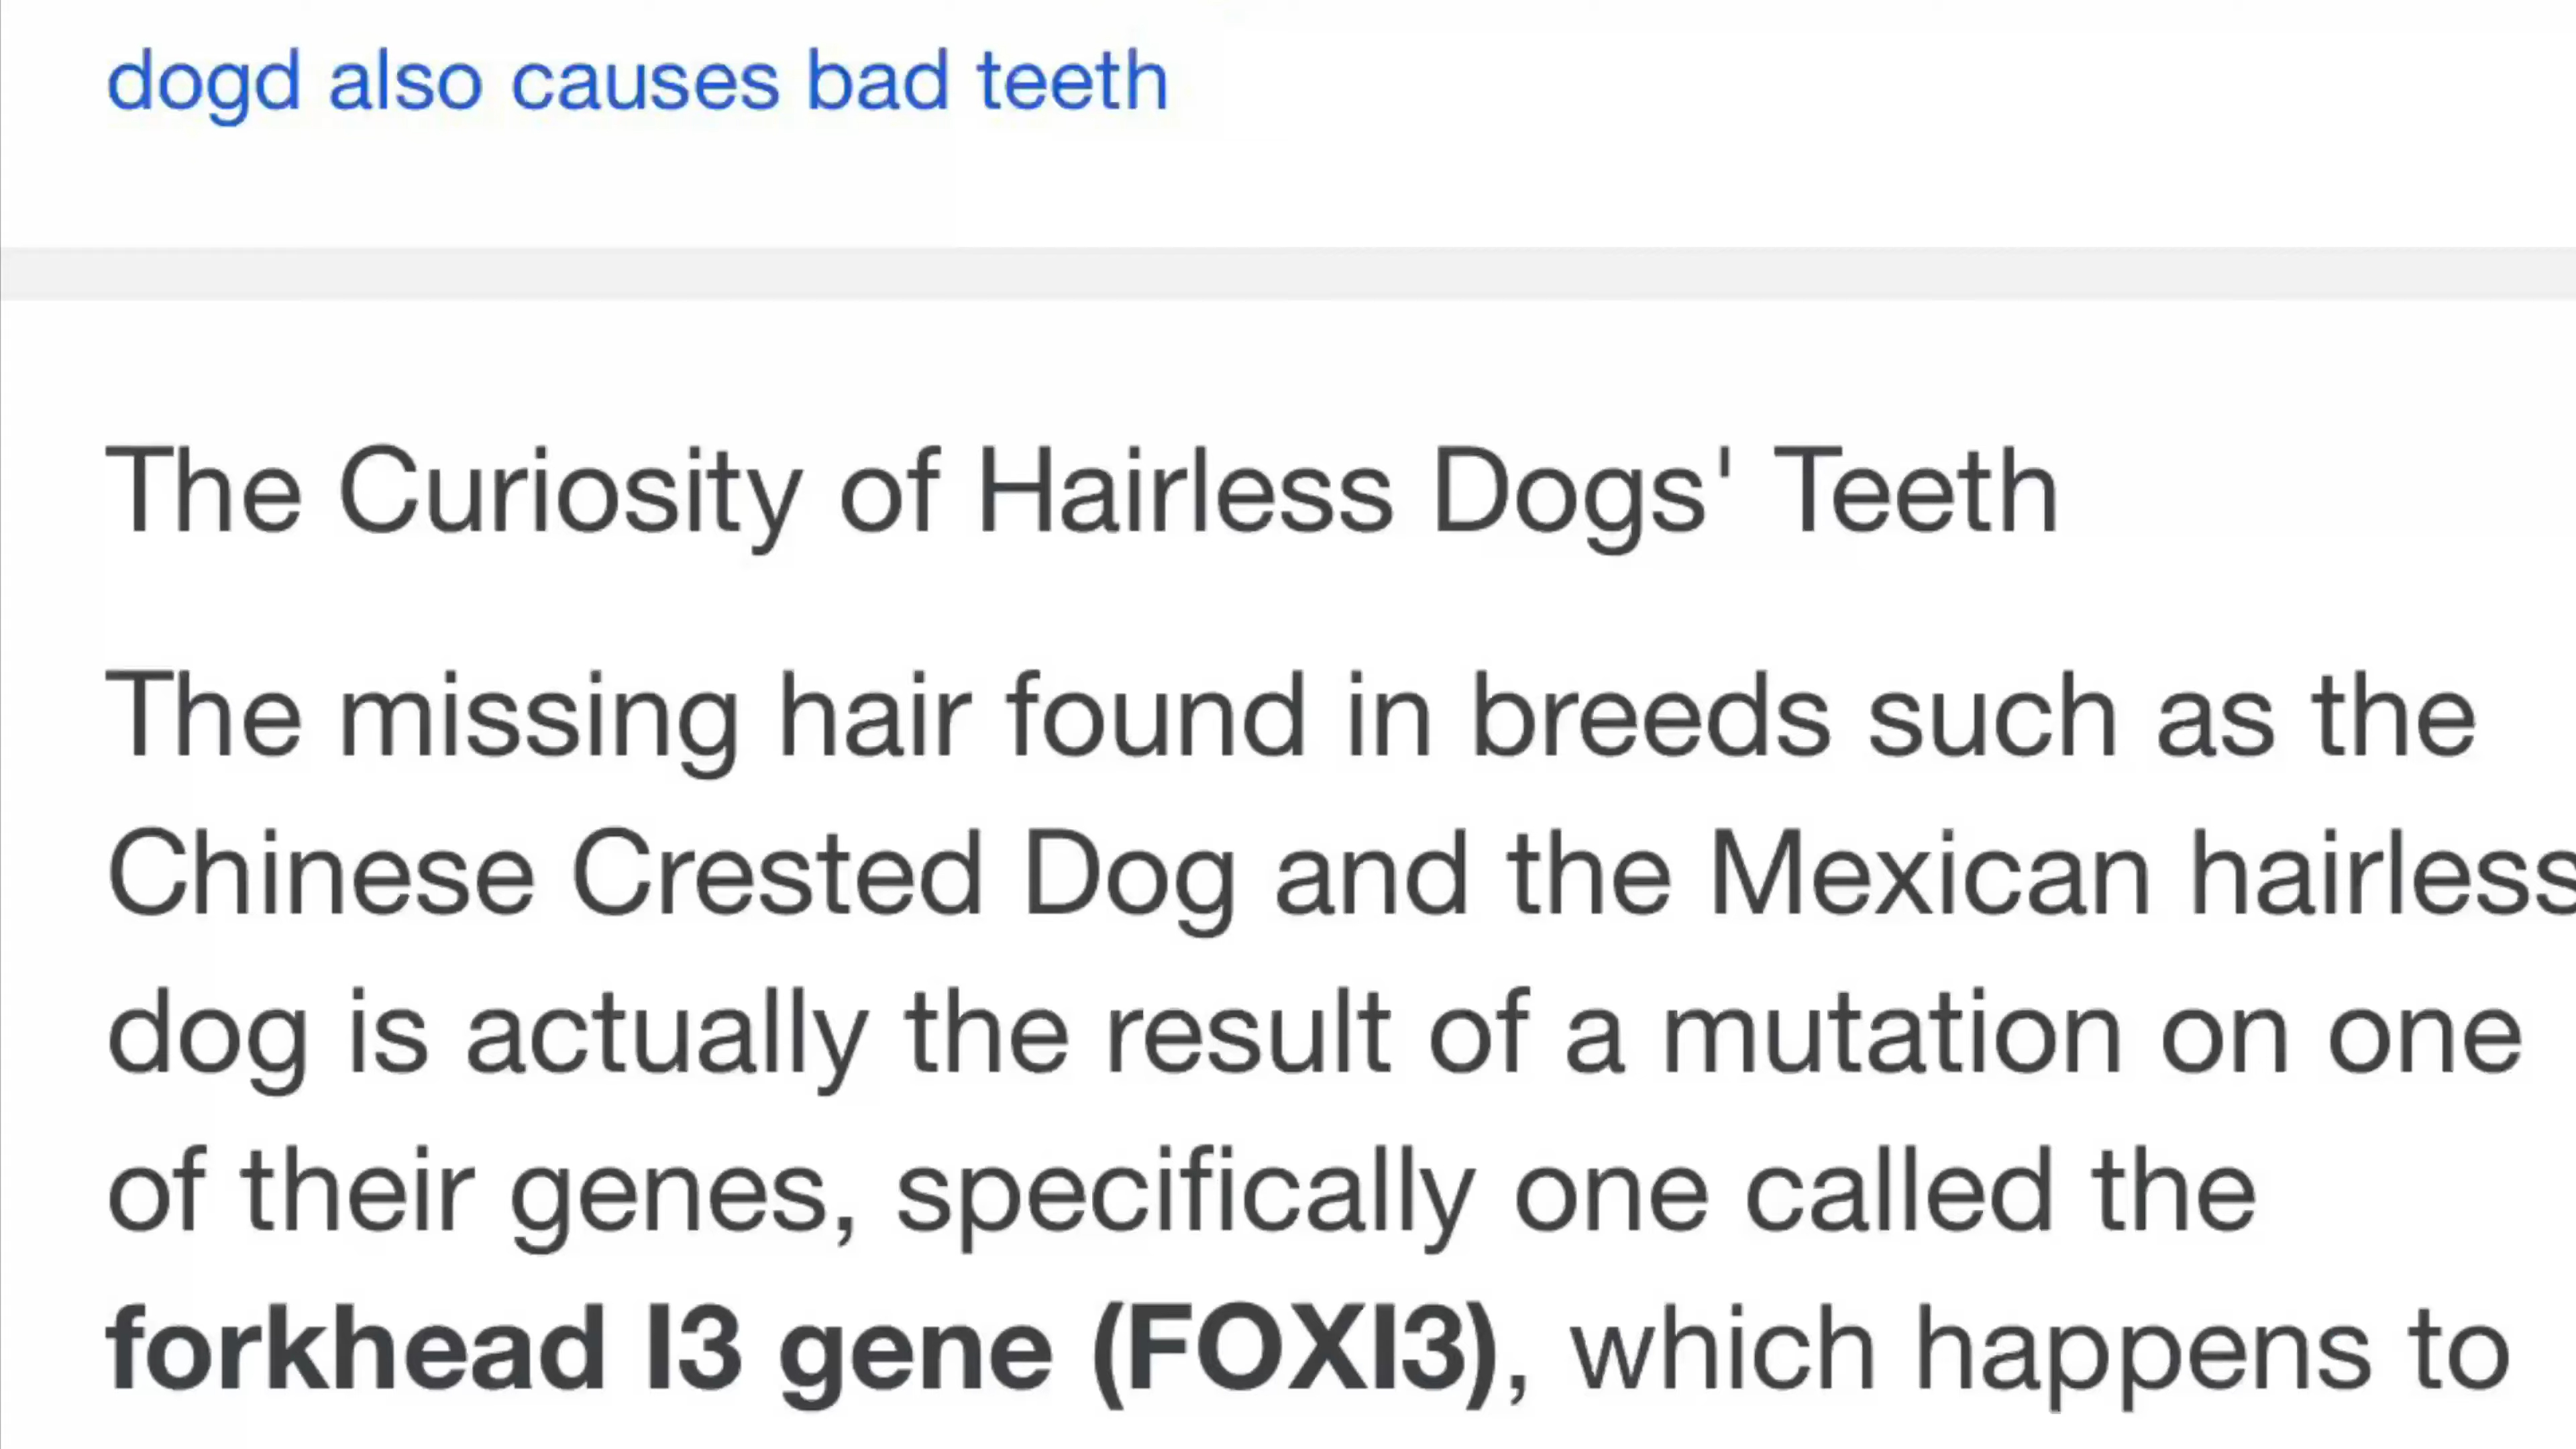 dogd also causes bad teeth
The Curiosity of Hairless Dogs' Teeth
The missing hair found in breeds such as the
Chinese Crested Dog and the Mexican hairless
dog is actually the result of a mutation on one
of their genes, specifically one called the
forkhead I3 gene (FOXI3), which happens to